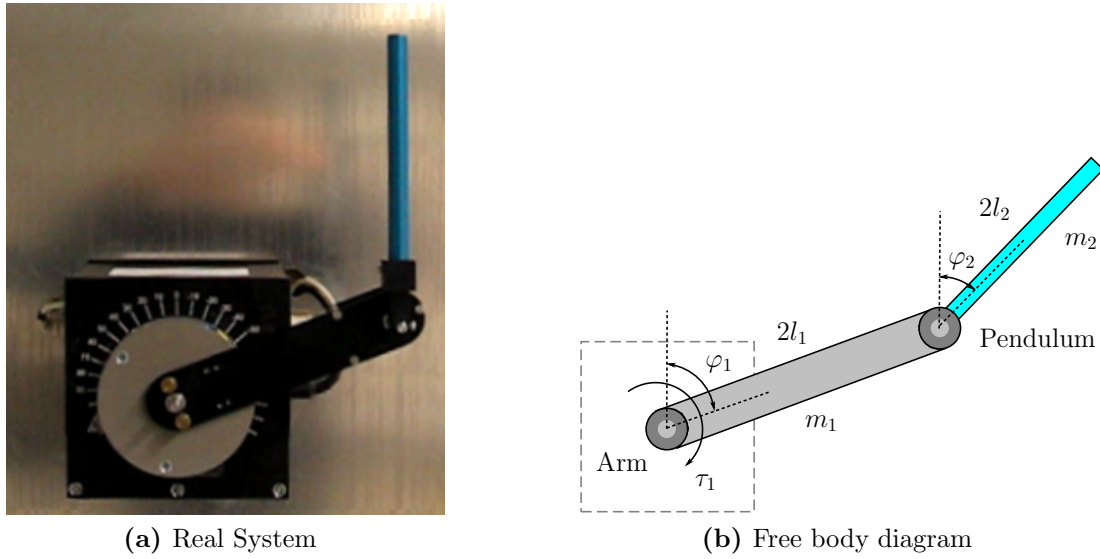 2l₂
m₂
φ₂
2l₁
Pendulum
φ₁
m₁
Arm
τ₁
(a) Real System
(b) Free body diagram